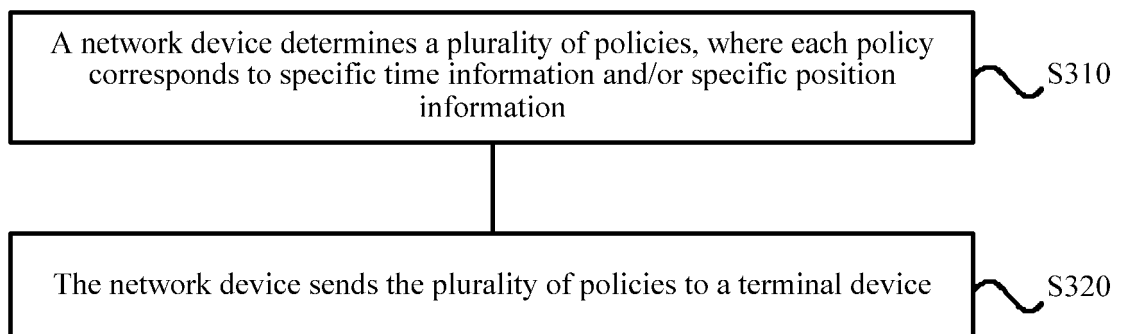 A network device determines a plurality of policies, where each policy
corresponds to specific time information and/or specific position
information
S310
The network device sends the plurality of policies to a terminal device
S320